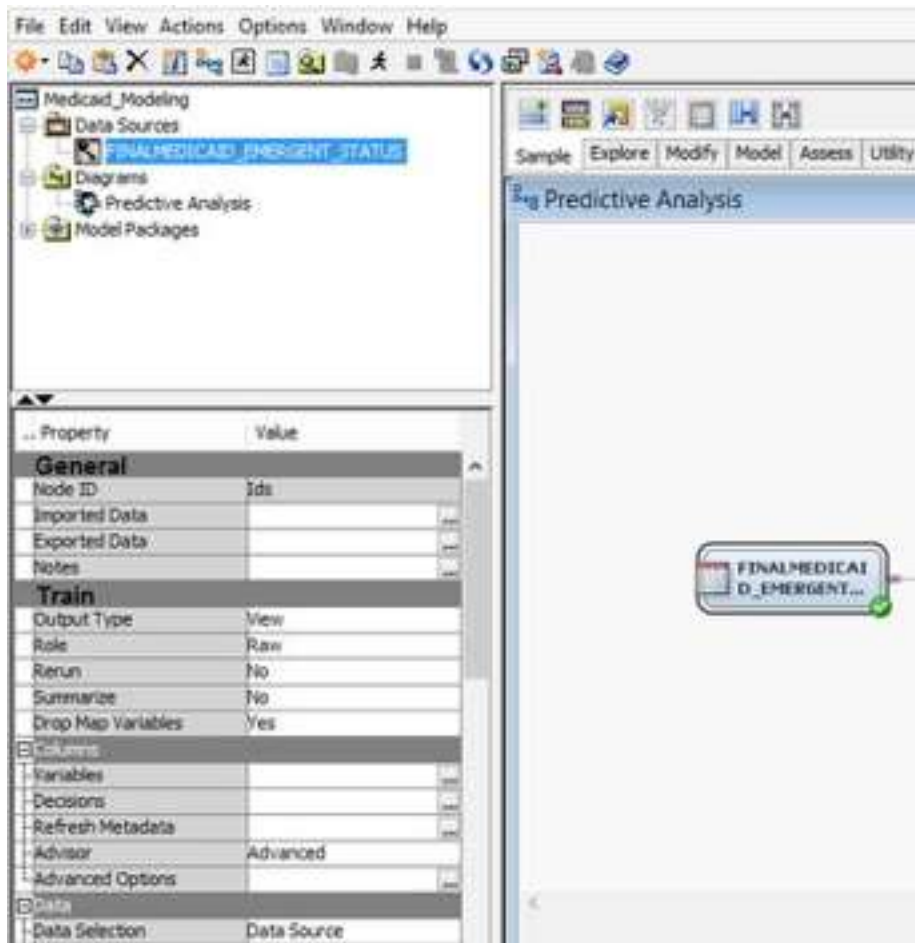 File Edit View Actions Options Window Help
Medicaid_Modeling
Data Sources
FINALMEDICAID_EMERGENT_STATUS
Diagrams
Predictive Analysis
Model Packages
Sample Explore Modify Model Assess Utility
Predictive Analysis
.. Property Value
General
Node ID Ids
Imported Data
Exported Data
Notes
Train
Output Type View
Role Raw
Rerun No
Summarize No
Drop Map Variables Yes
Columns
Variables
Decisions
Refresh Metadata
Advisor Advanced
Advanced Options
Data
Data Selection Data Source
FINALMEDICAI
D_EMERGENT...